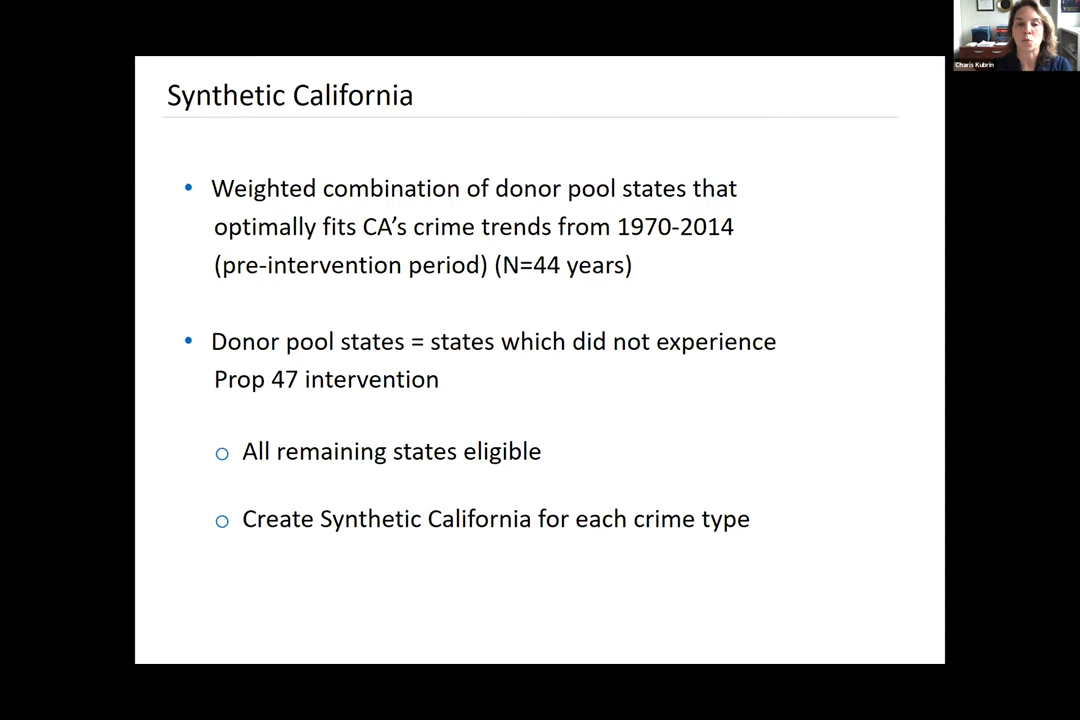 Charis Kubrin
Synthetic California
• Weighted combination of donor pool states that
optimally fits CA’s crime trends from 1970-2014
(pre-intervention period) (N=44 years)
• Donor pool states = states which did not experience
Prop 47 intervention
o All remaining states eligible
o Create Synthetic California for each crime type